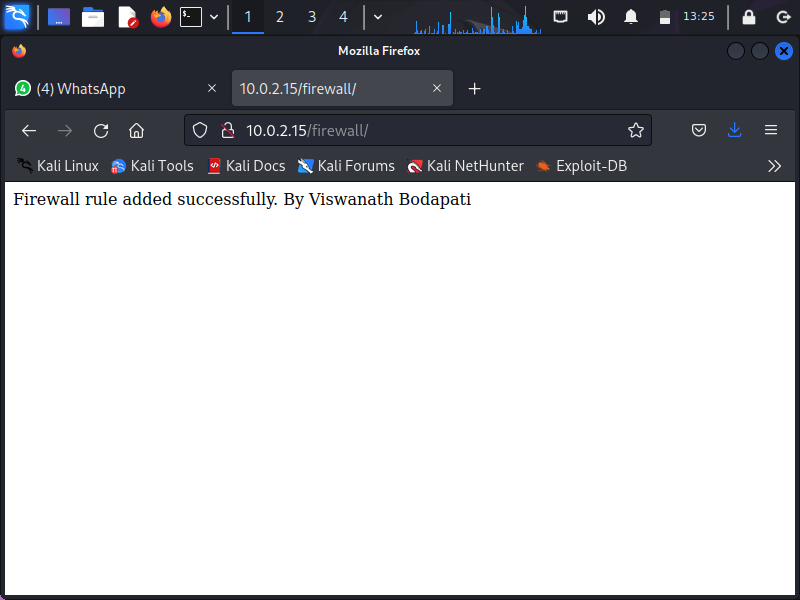 1 2 3 4 13:25
Mozilla Firefox
(4) WhatsApp
10.0.2.15/firewall/
10.0.2.15/firewall/
Kali Linux Kali Tools Kali Docs Kali Forums Kali NetHunter Exploit-DB
Firewall rule added successfully. By Viswanath Bodapati